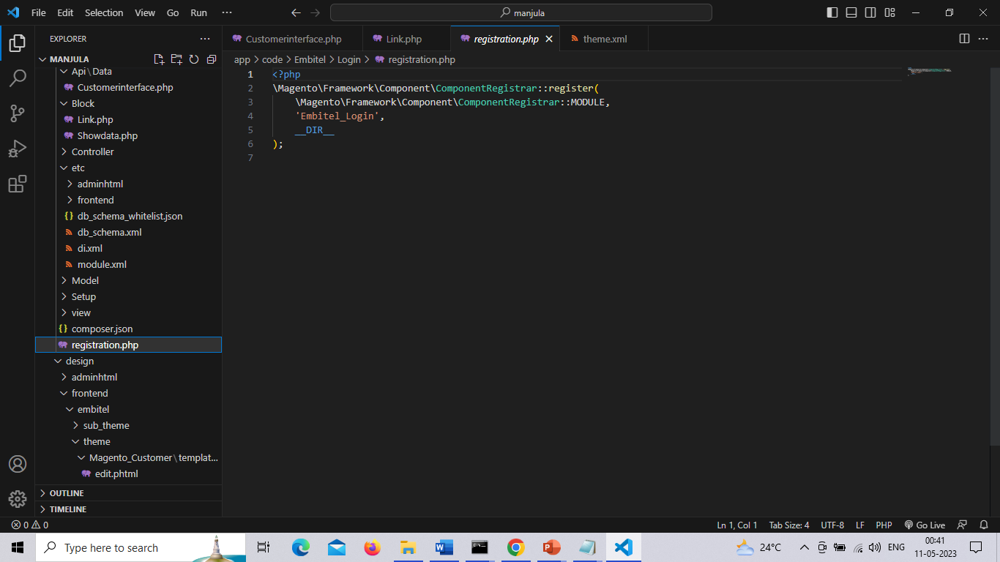 File Edit Selection View Go Run ···
manjula
EXPLORER
MANJULA
Api\Data
Customerinterface.php
Block
Link.php
Showdata.php
Controller
etc
adminhtml
frontend
db_schema_whitelist.json
db_schema.xml
di.xml
module.xml
Model
Setup
view
composer.json
registration.php
design
adminhtml
frontend
embitel
sub_theme
theme
Magento_Customer\templat...
edit.phtml
OUTLINE
TIMELINE
Customerinterface.php Link.php registration.php theme.xml
app > code > Embitel > Login > registration.php
1 <?php
2 \Magento\Framework\Component\ComponentRegistrar::register(
3 \Magento\Framework\Component\ComponentRegistrar::MODULE,
4 'Embitel_Login',
5 __DIR__
6 );
7
0 0 Ln 1, Col 1 Tab Size: 4 UTF-8 LF PHP Go Live
Type here to search
24°C ENG
00:41
11-05-2023